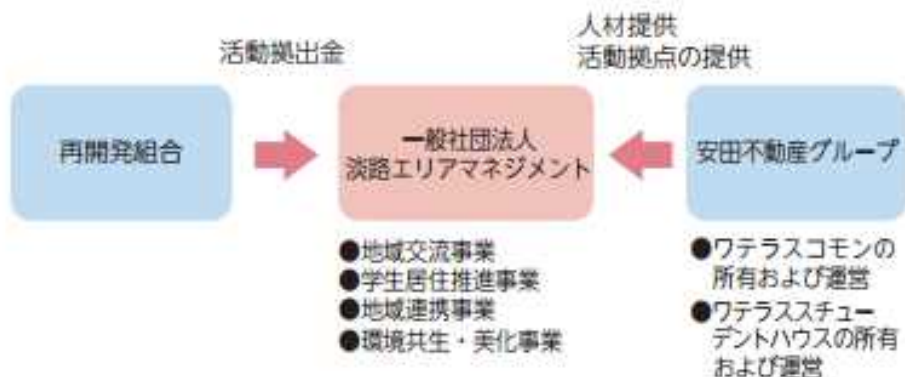 活動拠出金
人材提供
活動拠点の提供
再開発組合
一般社団法人
淡路エリアマネジメント
安田不動産グループ
●地域交流事業
●学生居住推進事業
●地域連携事業
●環境共生・美化事業
●ワテラスコモンの
所有および運営
●ワテラススチュー
デントハウスの所有
および運営